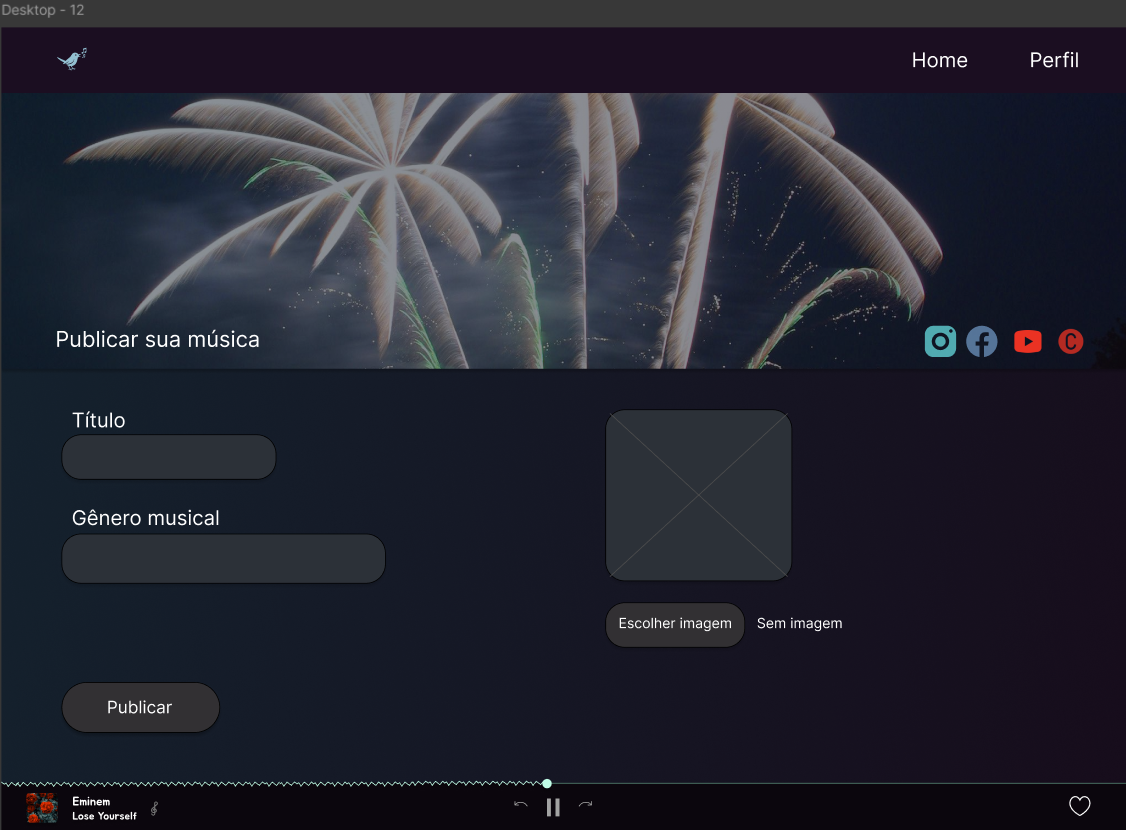 Desktop - 12
Home
Perfil
Publicar sua música
Título
Gênero musical
Escolher imagem
Sem imagem
Publicar
Eminem
Lose Yourself